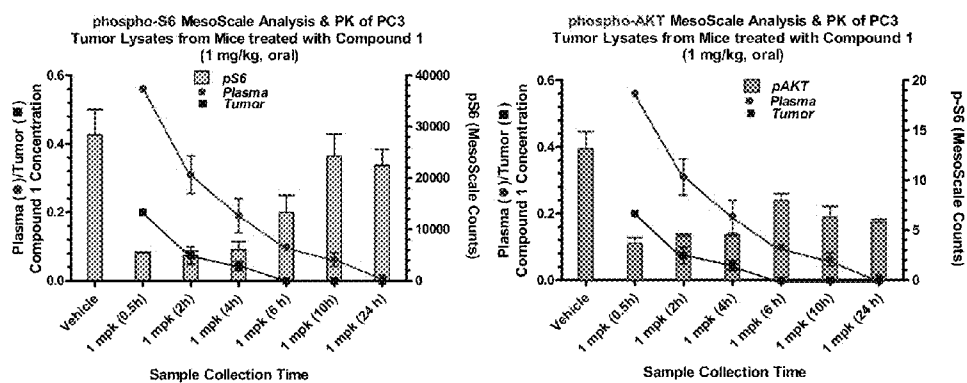 phospho-S6 MesoScale Analysis & PK of PC3
Tumor Lysates from Mice treated with Compound 1
(1 mg/kg, oral)
pS6
Plasma
Tumor
Plasma (⊗)/Tumor (✖)
Compound 1 Concentration
0.6
0.4
0.2
0.0
40000
30000
20000
10000
0
pS6 (MesoScale Counts)
Vehicle
1 mpk (0.5h)
1 mpk (2h)
1 mpk (4h)
1 mpk (6 h)
1 mpk (10h)
1 mpk (24 h)
Sample Collection Time
phospho-AKT MesoScale Analysis & PK of PC3
Tumor Lysates from Mice treated with Compound 1
(1 mg/kg, oral)
pAKT
Plasma
Tumor
Plasma (⊗)/Tumor (✖)
Compound 1 Concentration
0.6
0.4
0.2
0.0
20
15
10
5
0
p-S6 (MesoScale
Counts)
Vehicle
1 mpk (0.5h)
1 mpk (2h)
1 mpk (4h)
1 mpk (6 h)
1 mpk (10h)
1 mpk (24 h)
Sample Collection Time